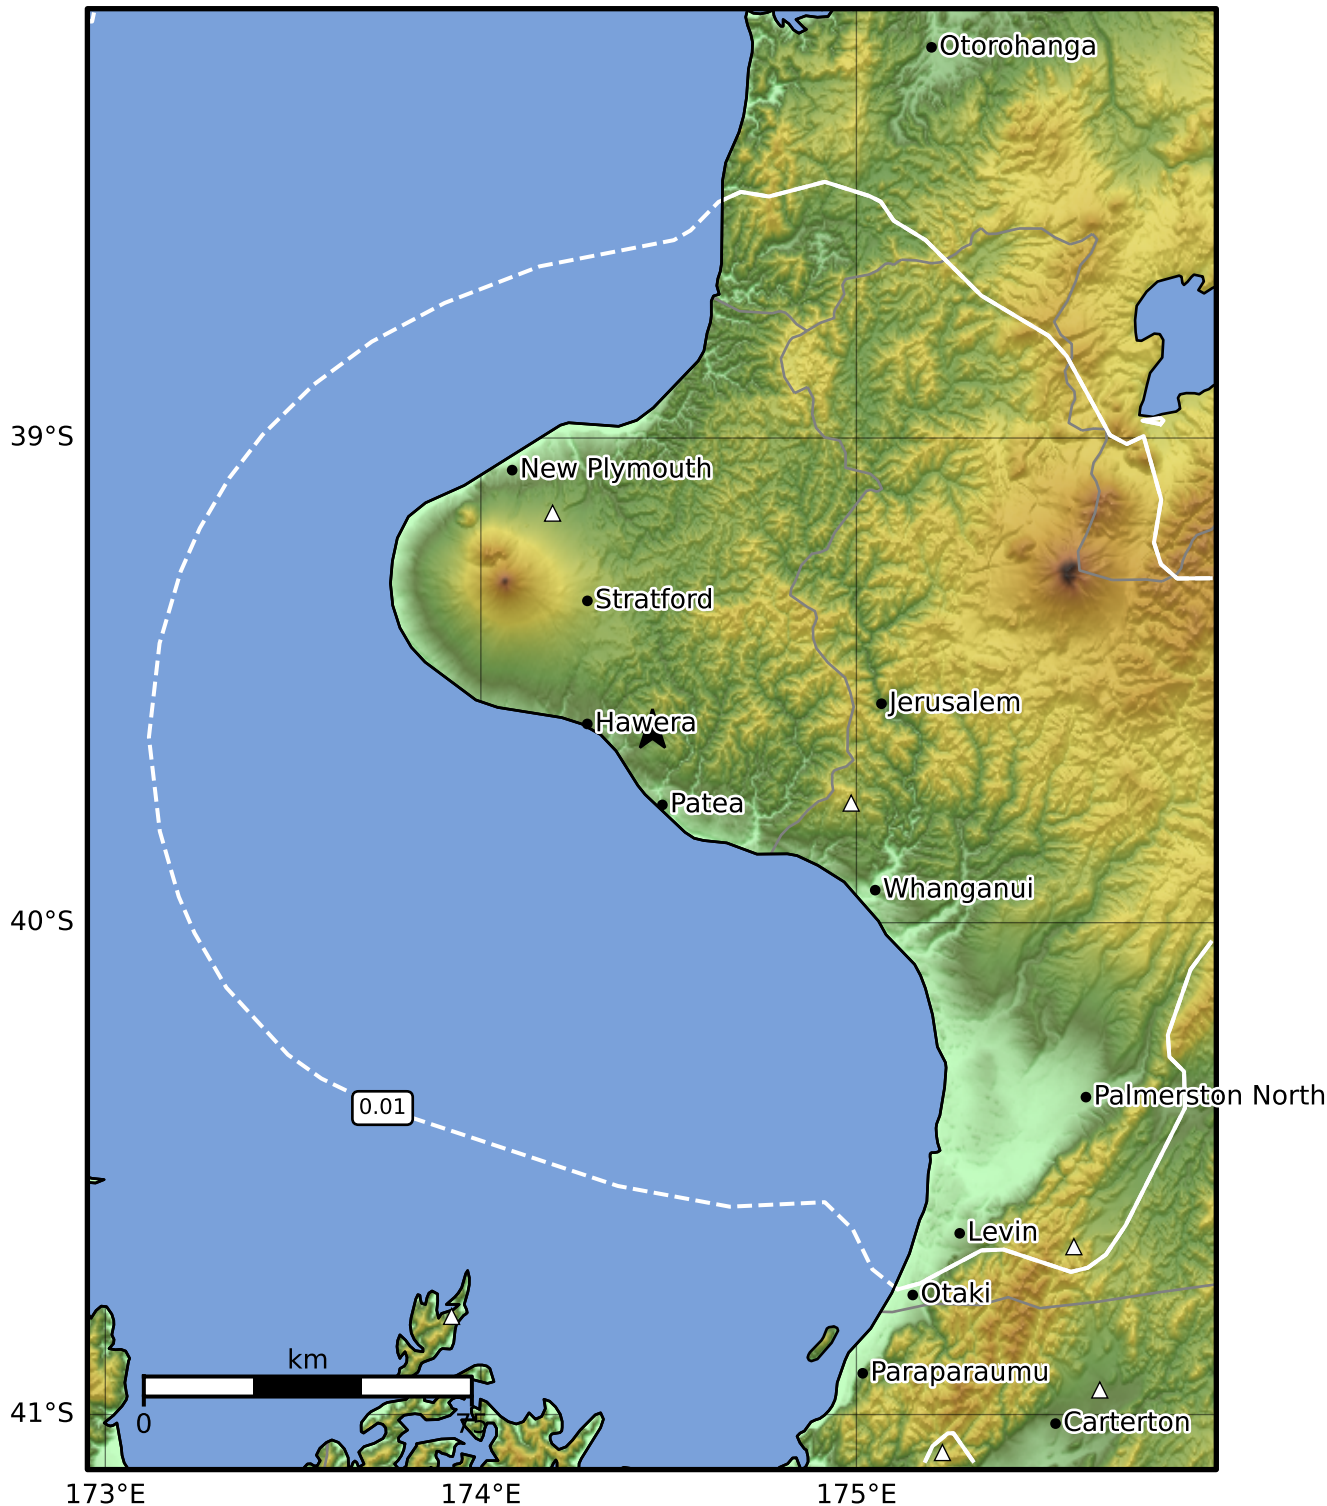 Otorohanga
39°S
New Plymouth
Stratford
Jerusalem
Hawera
Patea
Whanganui
40°S
0.01
Palmerston North
Levin
Otaki
km
Paraparaumu
0
41°S
Carterton
173°E
174°E
175°E